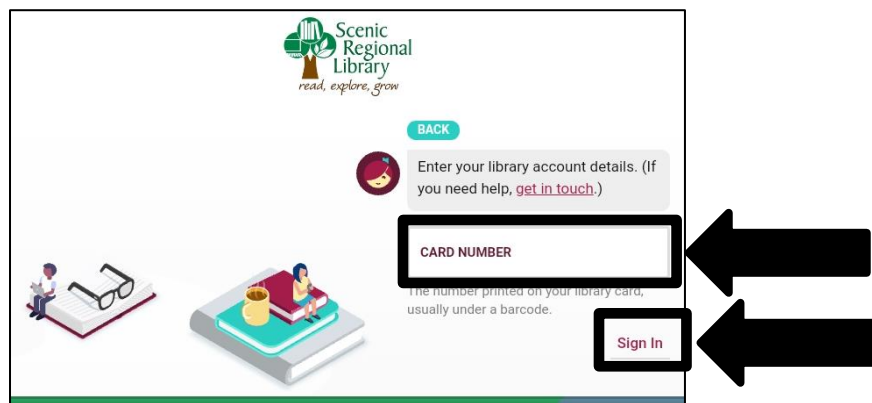 Scenic
Regional
Library
read, explore, grow
BACK
Enter your library account details. (If
you need help, get in touch.)
CARD NUMBER
The number printed on your library card,
usually under a barcode.
Sign In